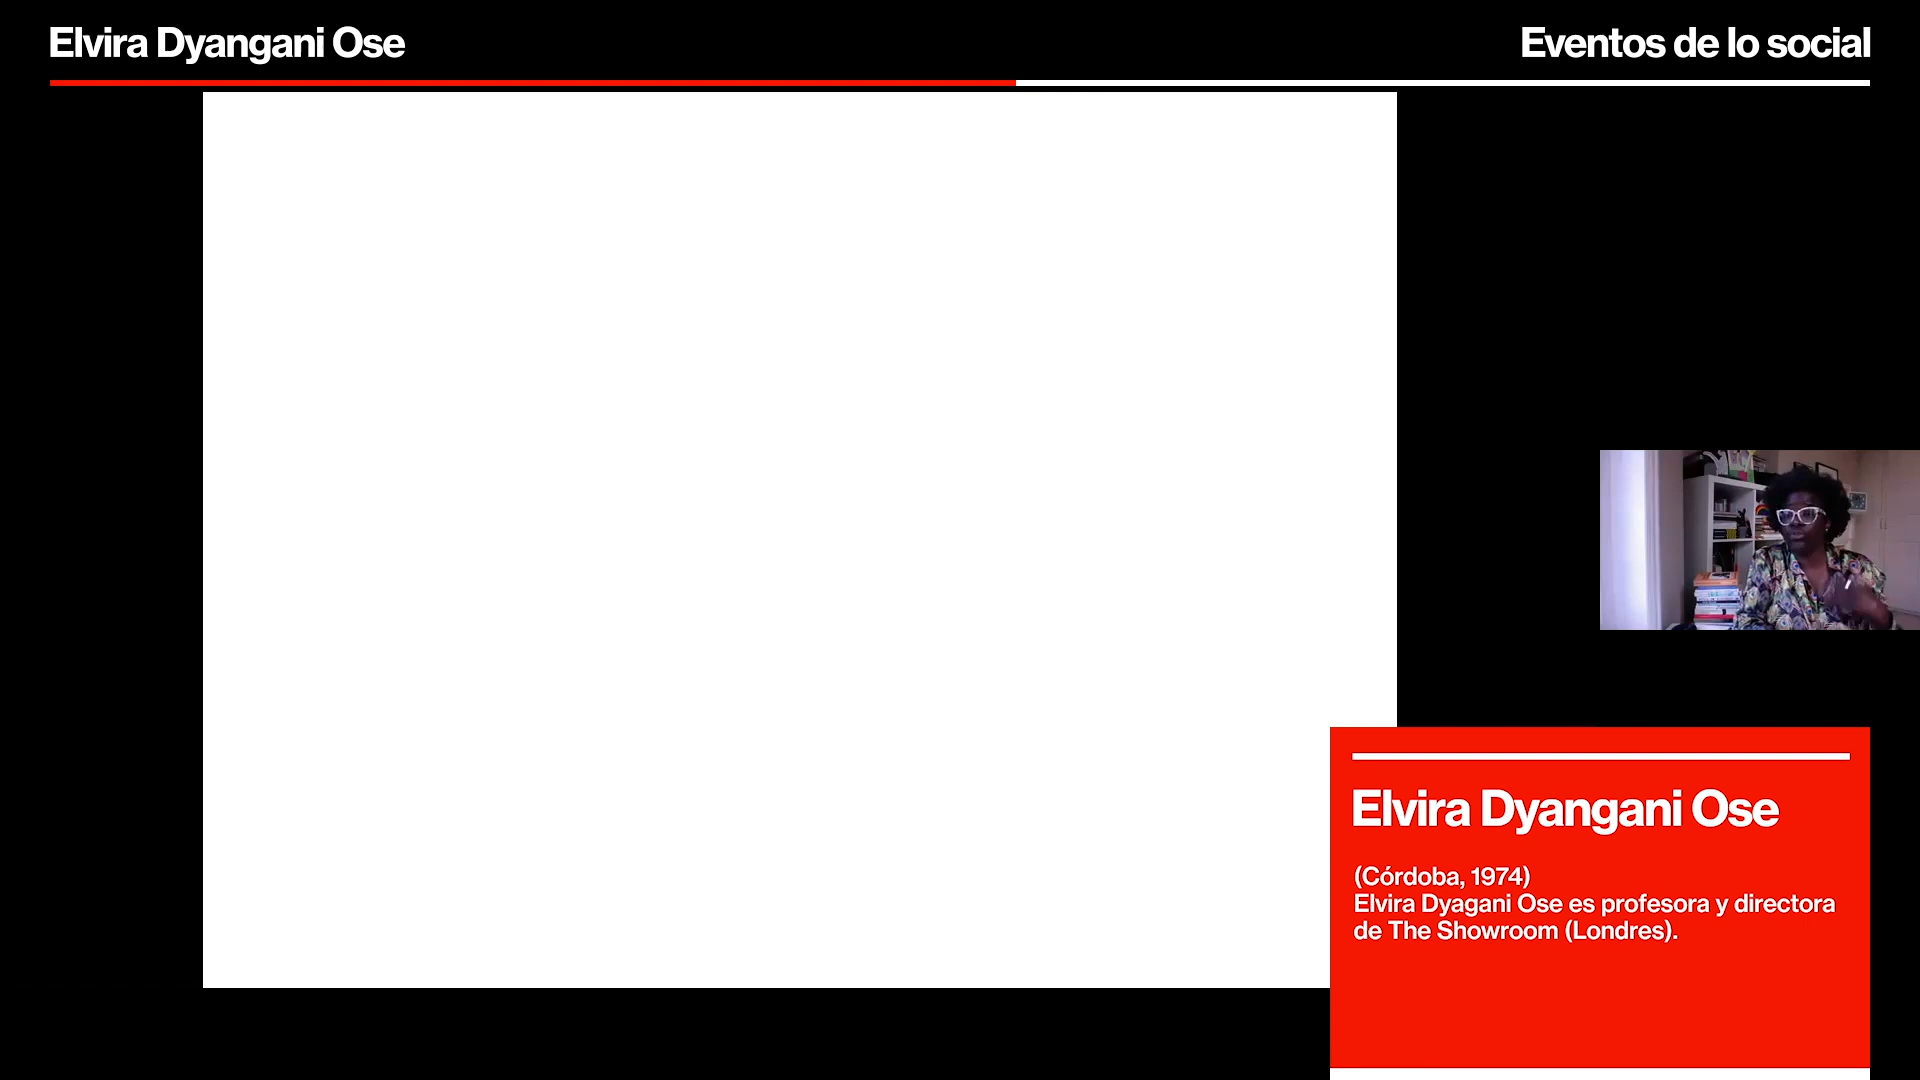 Elvira Dyangani Ose
Eventos de lo social
Elvira Dyangani Ose
(Córdoba, 1974)
Elvira Dyagani Ose es profesora y directora
de The Showroom (Londres).